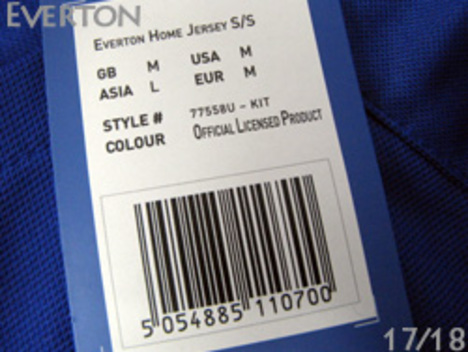 EVERTON
EVERTON HOME JERSEY S/S
GB M USA M
ASIA L EUR M
STYLE # 77558U - KIT
COLOUR OFFICIAL LICENSED PRODUCT
5 054885 110700
17/18